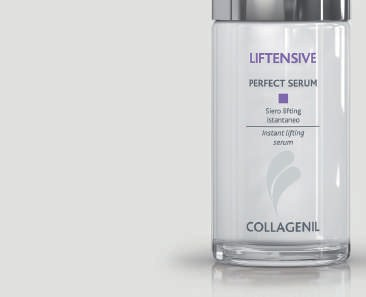 LIFTENSIVE
PERFECT SERUM
Siero lifting
istantaneo
Instant lifting
serum
COLLAGENIL